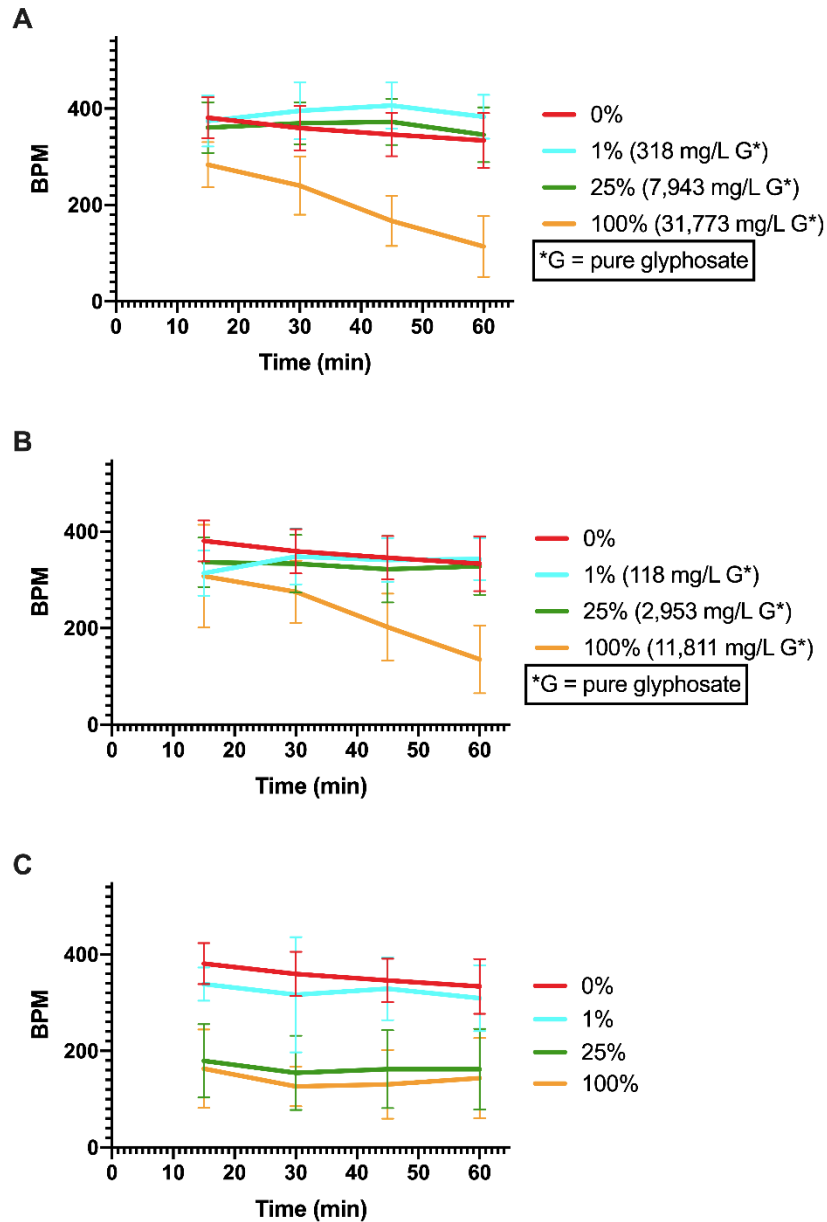 A
BPM
400
200
0
0 10 20 30 40 50 60
Time (min)
0%
1% (318 mg/L G*)
25% (7,943 mg/L G*)
100% (31,773 mg/L G*)
*G = pure glyphosate
B
BPM
400
200
0
0 10 20 30 40 50 60
Time (min)
0%
1% (118 mg/L G*)
25% (2,953 mg/L G*)
100% (11,811 mg/L G*)
*G = pure glyphosate
C
BPM
400
200
0
0 10 20 30 40 50 60
Time (min)
0%
1%
25%
100%